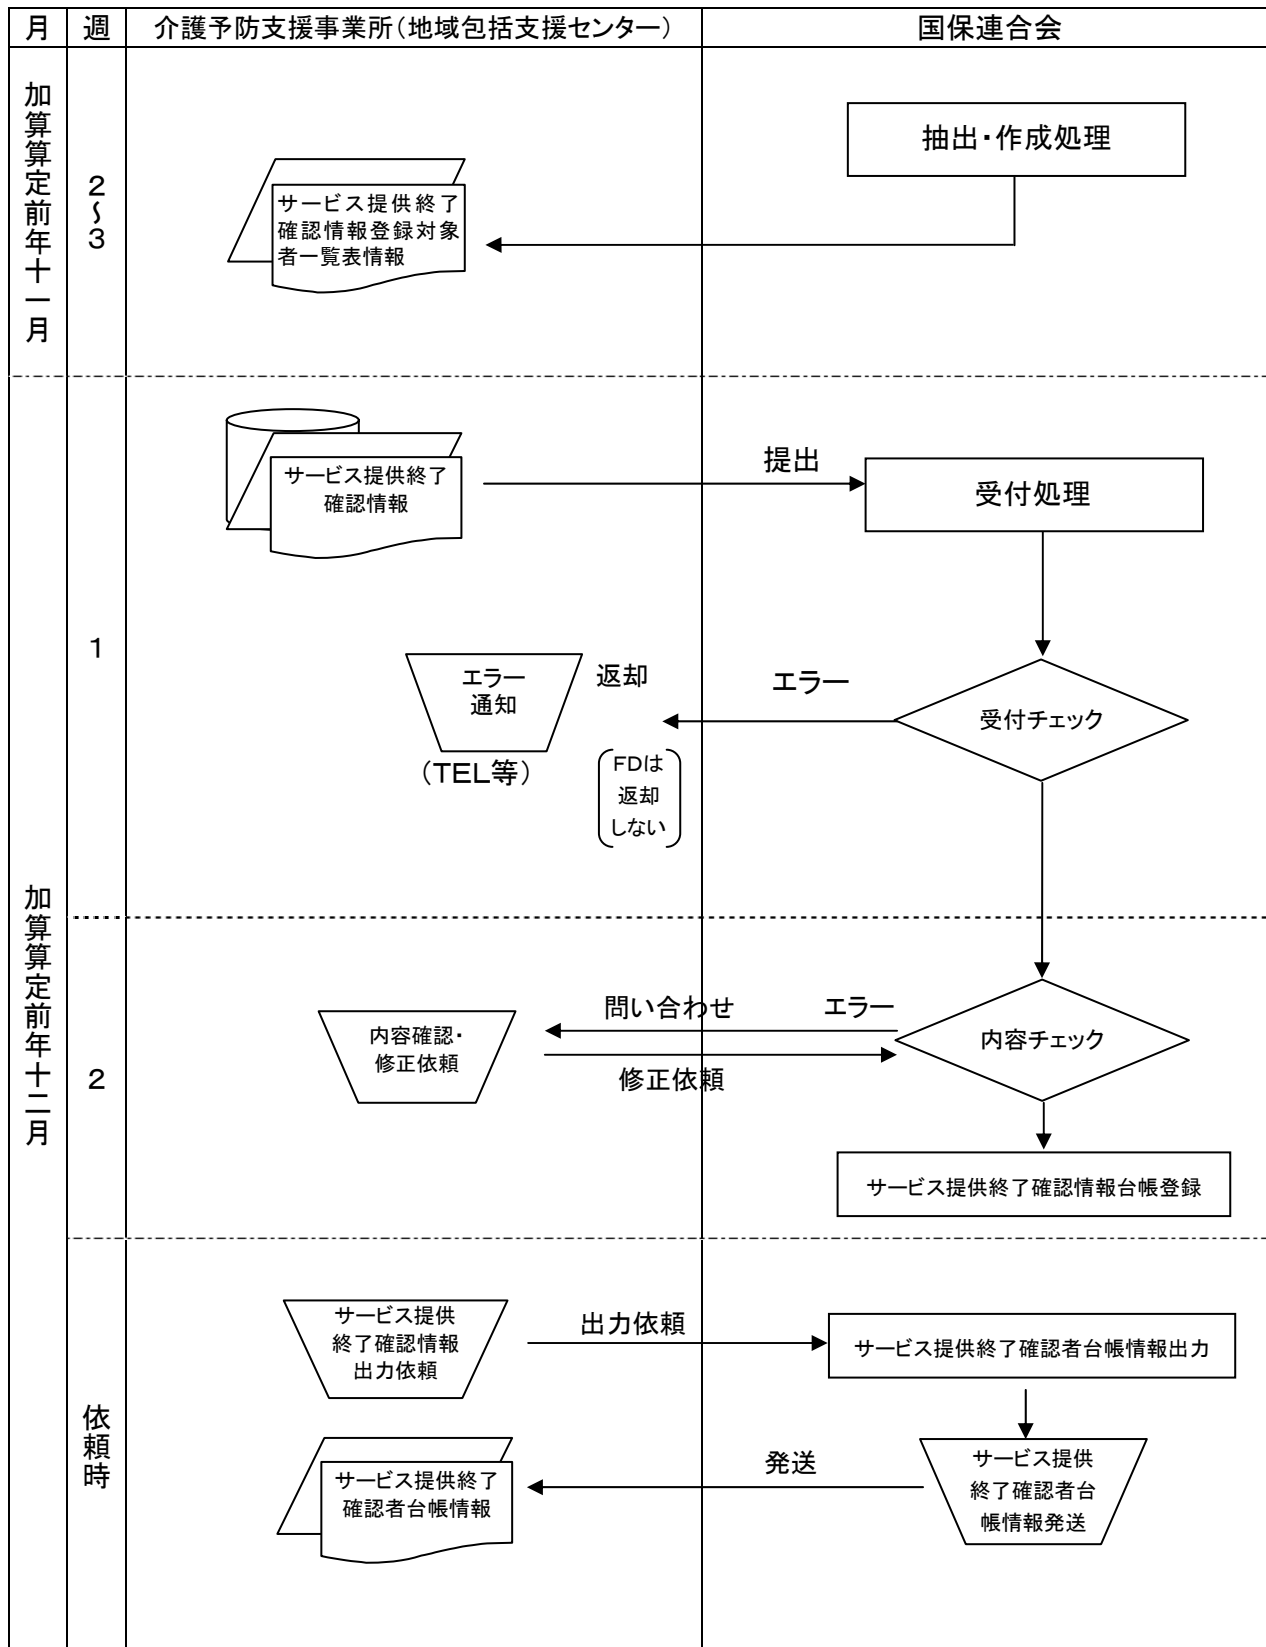 月
週
介護予防支援事業所（地域包括支援センター）
国保連合会
加算算定前年十一月
２～３
抽出・作成処理
サービス提供終了
確認情報登録対象
者一覧表情報
加算算定前年十二月
１
サービス提供終了
確認情報
提出
受付処理
エラー
通知
（TEL等）
返却
エラー
受付チェック
FDは
返却
しない
２
内容確認・
修正依頼
問い合わせ
エラー
修正依頼
内容チェック
サービス提供終了確認情報台帳登録
依頼時
サービス提供
終了確認情報
出力依頼
出力依頼
サービス提供終了確認者台帳情報出力
サービス提供終了
確認者台帳情報
発送
サービス提供
終了確認者台
帳情報発送